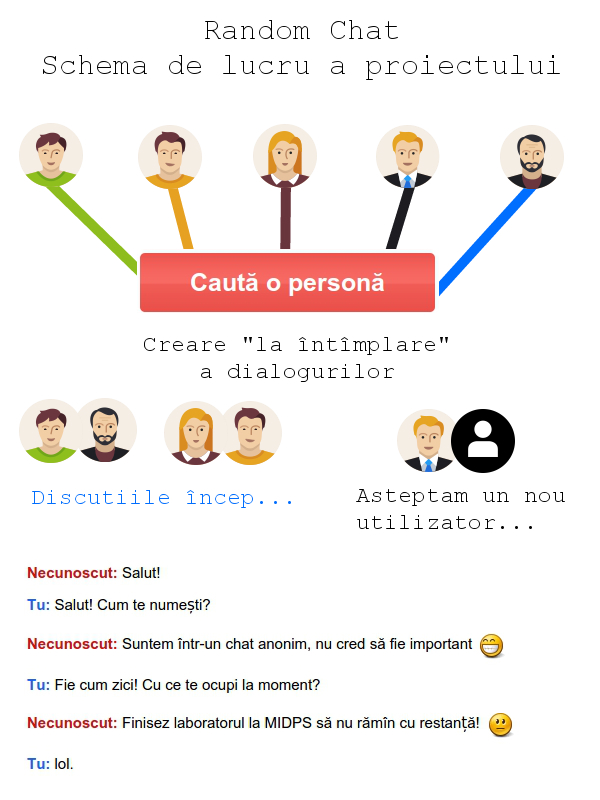 Random Chat
Schema de lucru a proiectului
Caută o personă
Creare "la întîmplare"
a dialogurilor
Discutiile încep...
Asteptam un nou
utilizator...
Necunoscut: Salut!
Tu: Salut! Cum te numești?
Necunoscut: Suntem într-un chat anonim, nu cred să fie important
Tu: Fie cum zici! Cu ce te ocupi la moment?
Necunoscut: Finisez laboratorul la MIDPS să nu rămîn cu restanță!
Tu: lol.